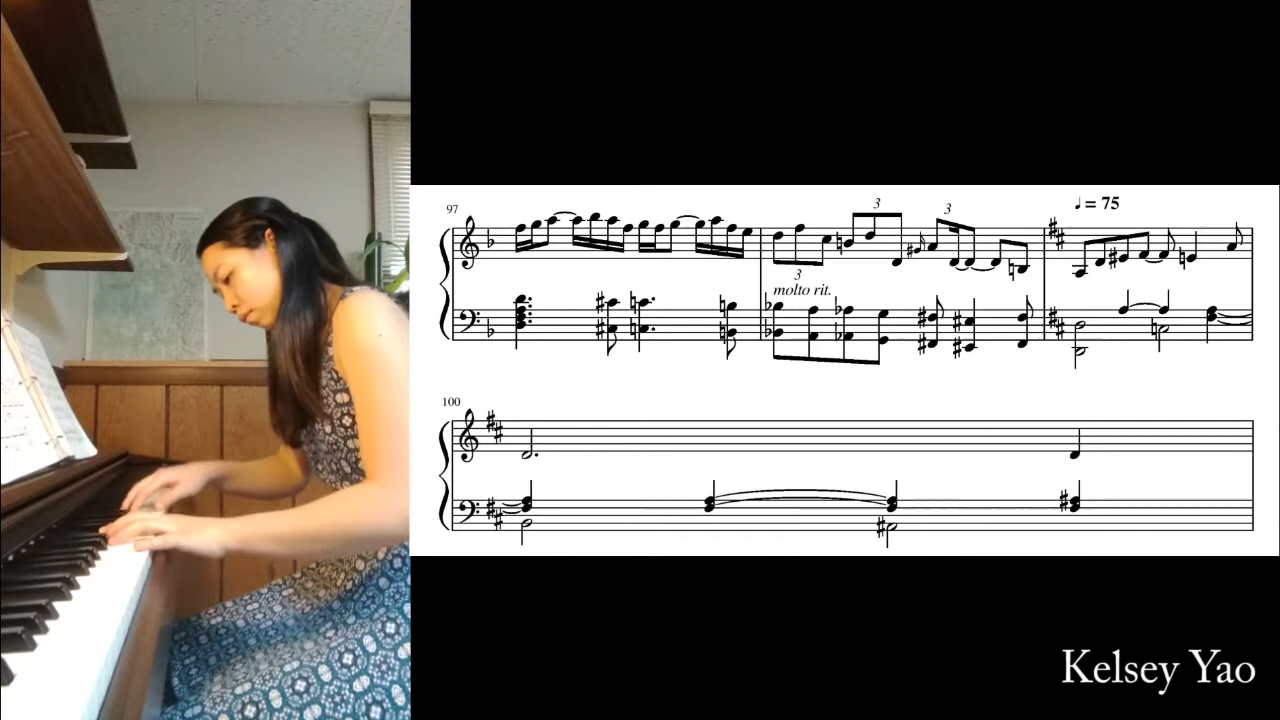 97
3
3
3
molto rit.
♩ = 75
100
Kelsey Yao